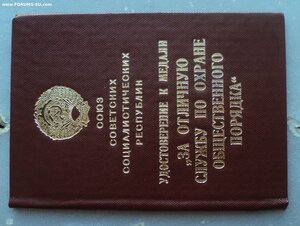 www.FORUMS-SU.com
СОЮЗ
СОВЕТСКИХ
СОЦИАЛИСТИЧЕСКИХ
РЕСПУБЛИК
УДОСТОВЕРЕНИЕ К МЕДАЛИ
„ЗА ОТЛИЧНУЮ
СЛУЖБУ ПО ОХРАНЕ
ОБЩЕСТВЕННОГО
ПОРЯДКА“